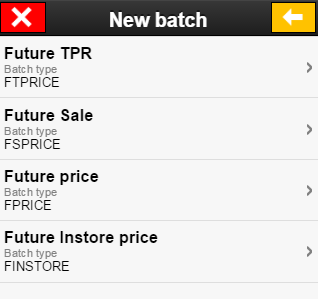 New batch
Future TPR
Batch type
FTPRICE
Future Sale
Batch type
FSPRICE
Future price
Batch type
FPRICE
Future Instore price
Batch type
FINSTORE